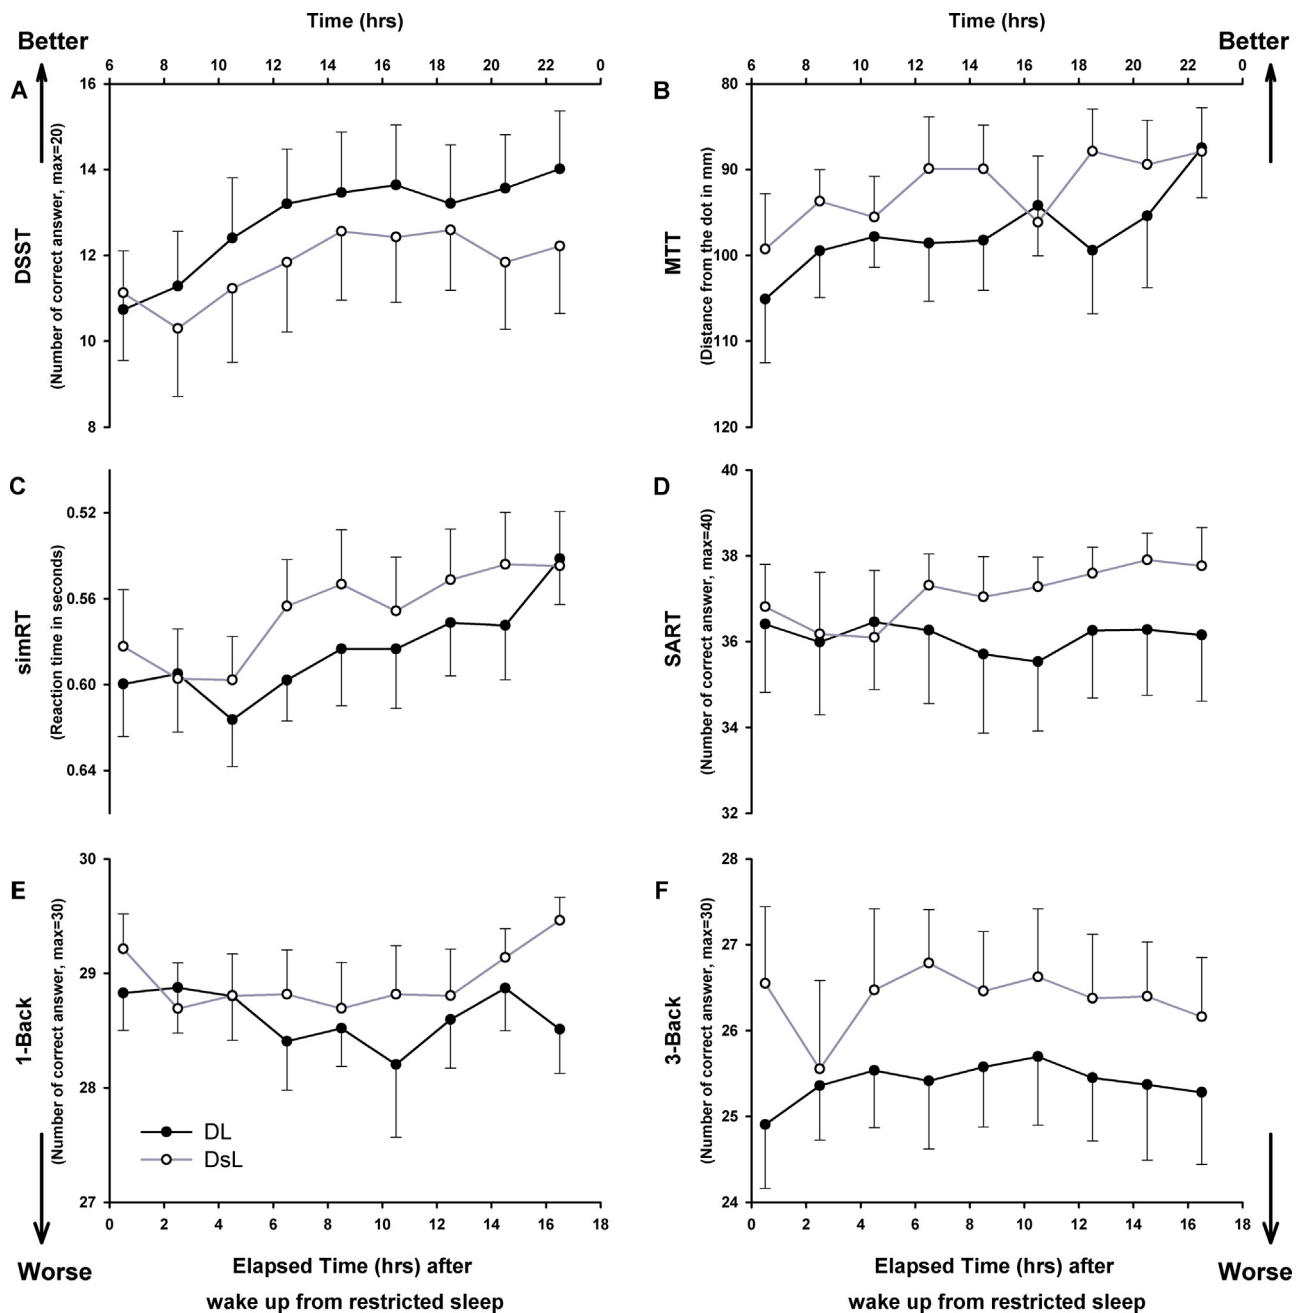 Time (hrs)
Time (hrs)
Better
Better
6 8 10 12 14 16 18 20 22 0
6 8 10 12 14 16 18 20 22 0
A
DSST
(Number of correct answer, max=20)
16
14
12
10
8
B
MTT
(Distance from the dot in mm)
80
90
100
110
120
C
simRT
(Reaction time in seconds)
0.52
0.56
0.60
0.64
D
SART
(Number of correct answer, max=40)
40
38
36
34
32
E
1-Back
(Number of correct answer, max=30)
30
29
28
27
DL
DsL
F
3-Back
(Number of correct answer, max=30)
28
27
26
25
24
0 2 4 6 8 10 12 14 16 18
0 2 4 6 8 10 12 14 16 18
Worse
Elapsed Time (hrs) after
wake up from restricted sleep
Elapsed Time (hrs) after
wake up from restricted sleep
Worse